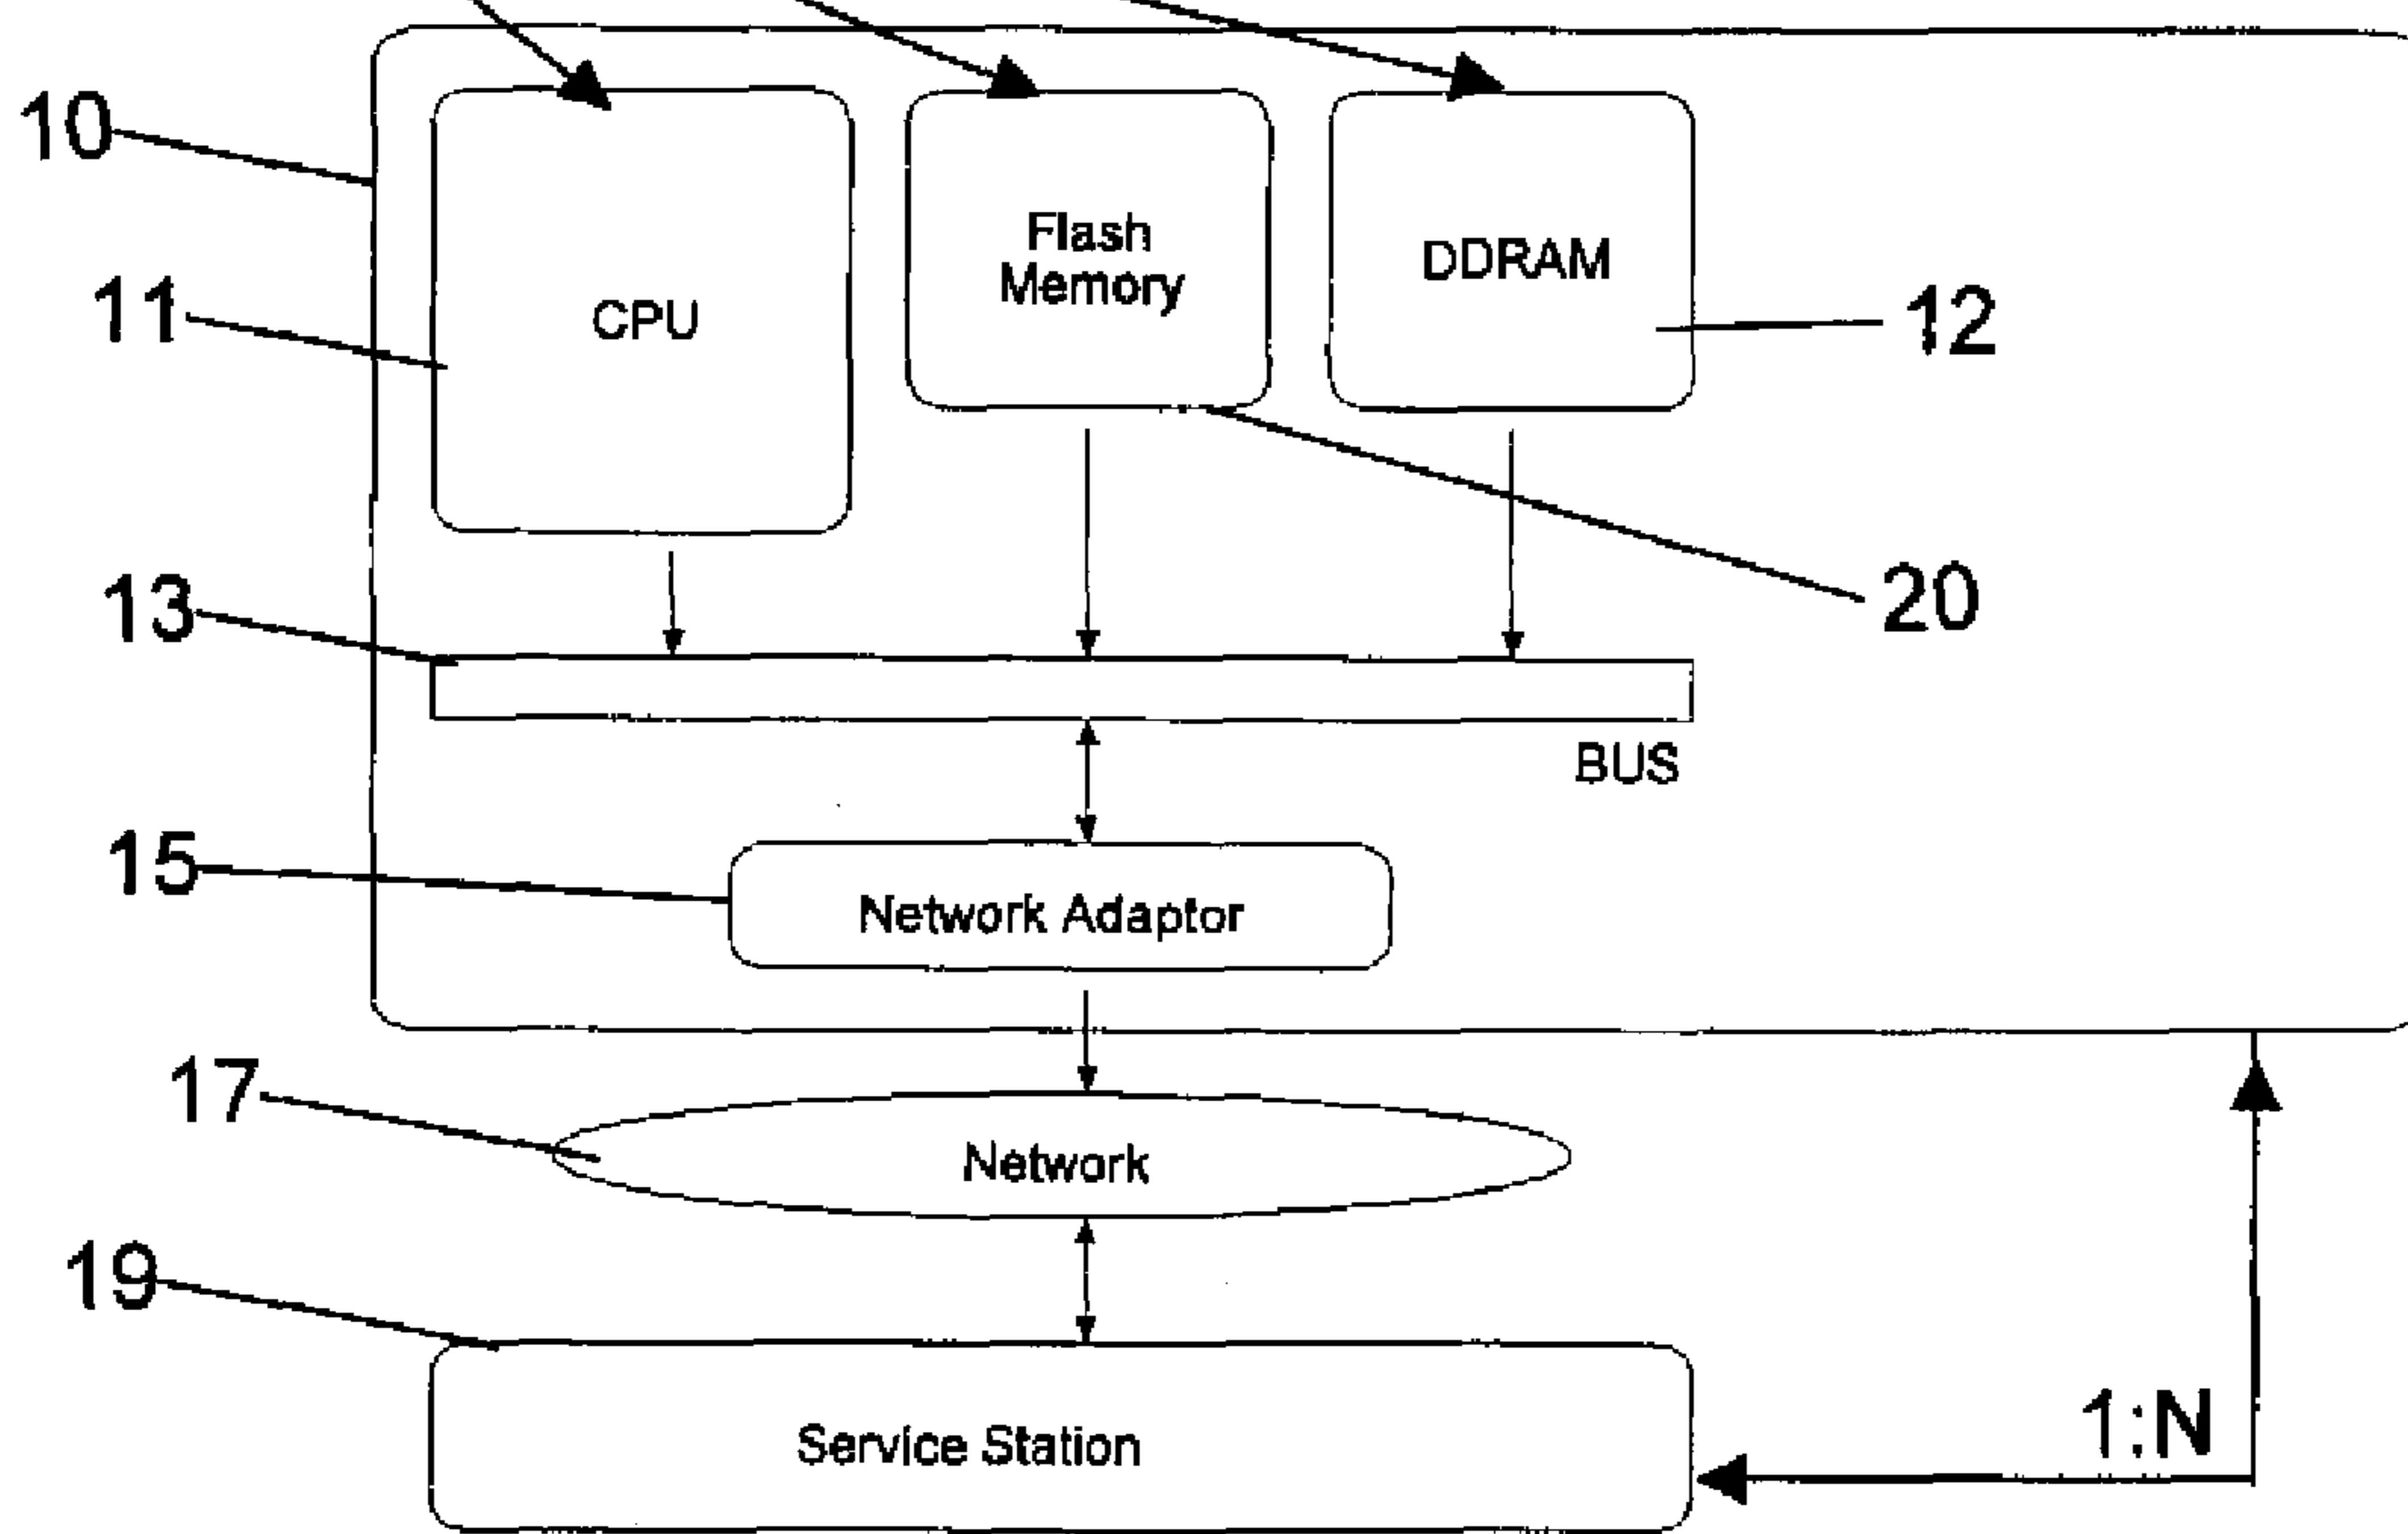 10
11
CPU
Flash
Memory
DDRAM
12
13
20
BUS
15
Network Adaptor
17
Network
19
Service Station
1:N